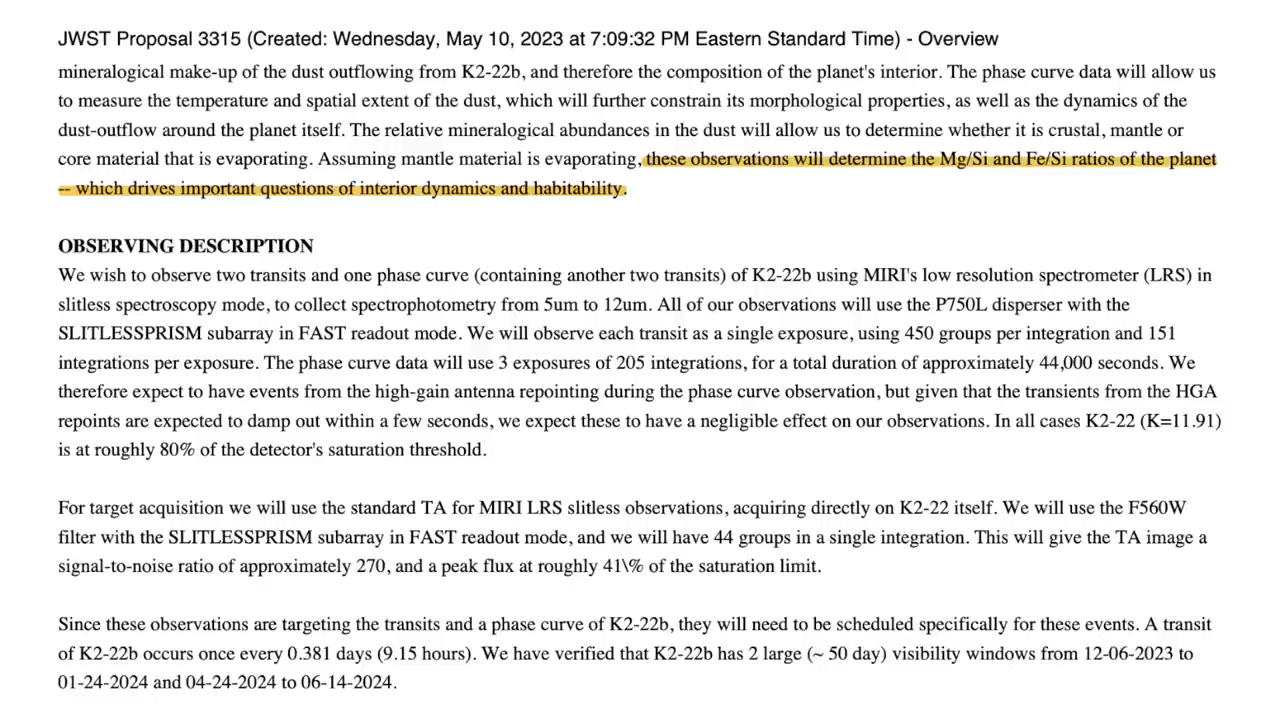 JWST Proposal 3315 (Created: Wednesday, May 10, 2023 at 7:09:32 PM Eastern Standard Time) - Overview
mineralogical make-up of the dust outflowing from K2-22b, and therefore the composition of the planet's interior. The phase curve data will allow us
to measure the temperature and spatial extent of the dust, which will further constrain its morphological properties, as well as the dynamics of the
dust-outflow around the planet itself. The relative mineralogical abundances in the dust will allow us to determine whether it is crustal, mantle or
core material that is evaporating. Assuming mantle material is evaporating, these observations will determine the Mg/Si and Fe/Si ratios of the planet
-- which drives important questions of interior dynamics and habitability.
OBSERVING DESCRIPTION
We wish to observe two transits and one phase curve (containing another two transits) of K2-22b using MIRI's low resolution spectrometer (LRS) in
slitless spectroscopy mode, to collect spectrophotometry from 5um to 12um. All of our observations will use the P750L disperser with the
SLITLESSPRISM subarray in FAST readout mode. We will observe each transit as a single exposure, using 450 groups per integration and 151
integrations per exposure. The phase curve data will use 3 exposures of 205 integrations, for a total duration of approximately 44,000 seconds. We
therefore expect to have events from the high-gain antenna repointing during the phase curve observation, but given that the transients from the HGA
repoints are expected to damp out within a few seconds, we expect these to have a negligible effect on our observations. In all cases K2-22 (K=11.91)
is at roughly 80% of the detector's saturation threshold.
For target acquisition we will use the standard TA for MIRI LRS slitless observations, acquiring directly on K2-22 itself. We will use the F560W
filter with the SLITLESSPRISM subarray in FAST readout mode, and we will have 44 groups in a single integration. This will give the TA image a
signal-to-noise ratio of approximately 270, and a peak flux at roughly 41\% of the saturation limit.
Since these observations are targeting the transits and a phase curve of K2-22b, they will need to be scheduled specifically for these events. A transit
of K2-22b occurs once every 0.381 days (9.15 hours). We have verified that K2-22b has 2 large (~ 50 day) visibility windows from 12-06-2023 to
01-24-2024 and 04-24-2024 to 06-14-2024.